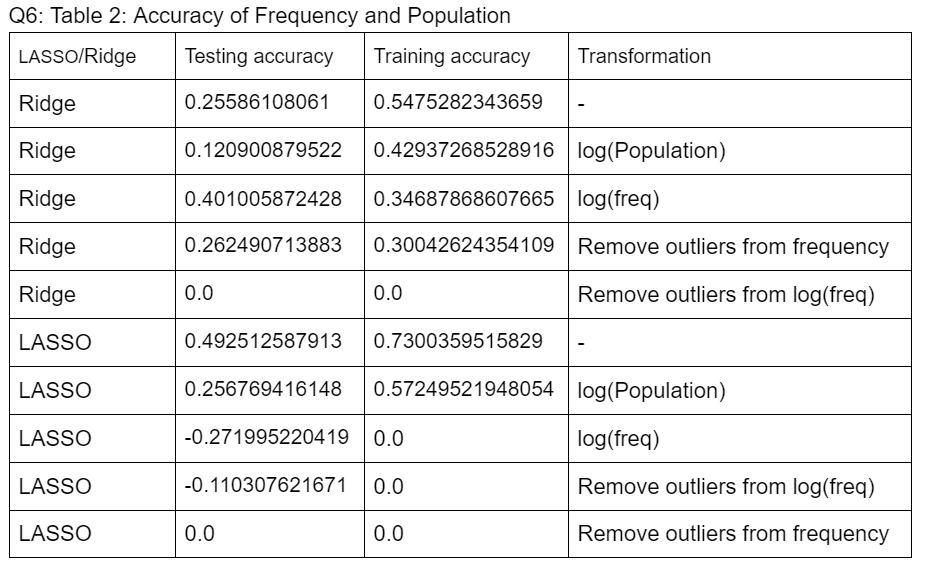 Q6: Table 2: Accuracy of Frequency and Population
LASSO/Ridge Testing accuracy Training accuracy Transformation
Ridge 0.25586108061 0.5475282343659 -
Ridge 0.120900879522 0.42937268528916 log(Population)
Ridge 0.401005872428 0.34687868607665 log(freq)
Ridge 0.262490713883 0.30042624354109 Remove outliers from frequency
Ridge 0.0 0.0 Remove outliers from log(freq)
LASSO 0.492512587913 0.7300359515829 -
LASSO 0.256769416148 0.57249521948054 log(Population)
LASSO -0.271995220419 0.0 log(freq)
LASSO -0.110307621671 0.0 Remove outliers from log(freq)
LASSO 0.0 0.0 Remove outliers from frequency